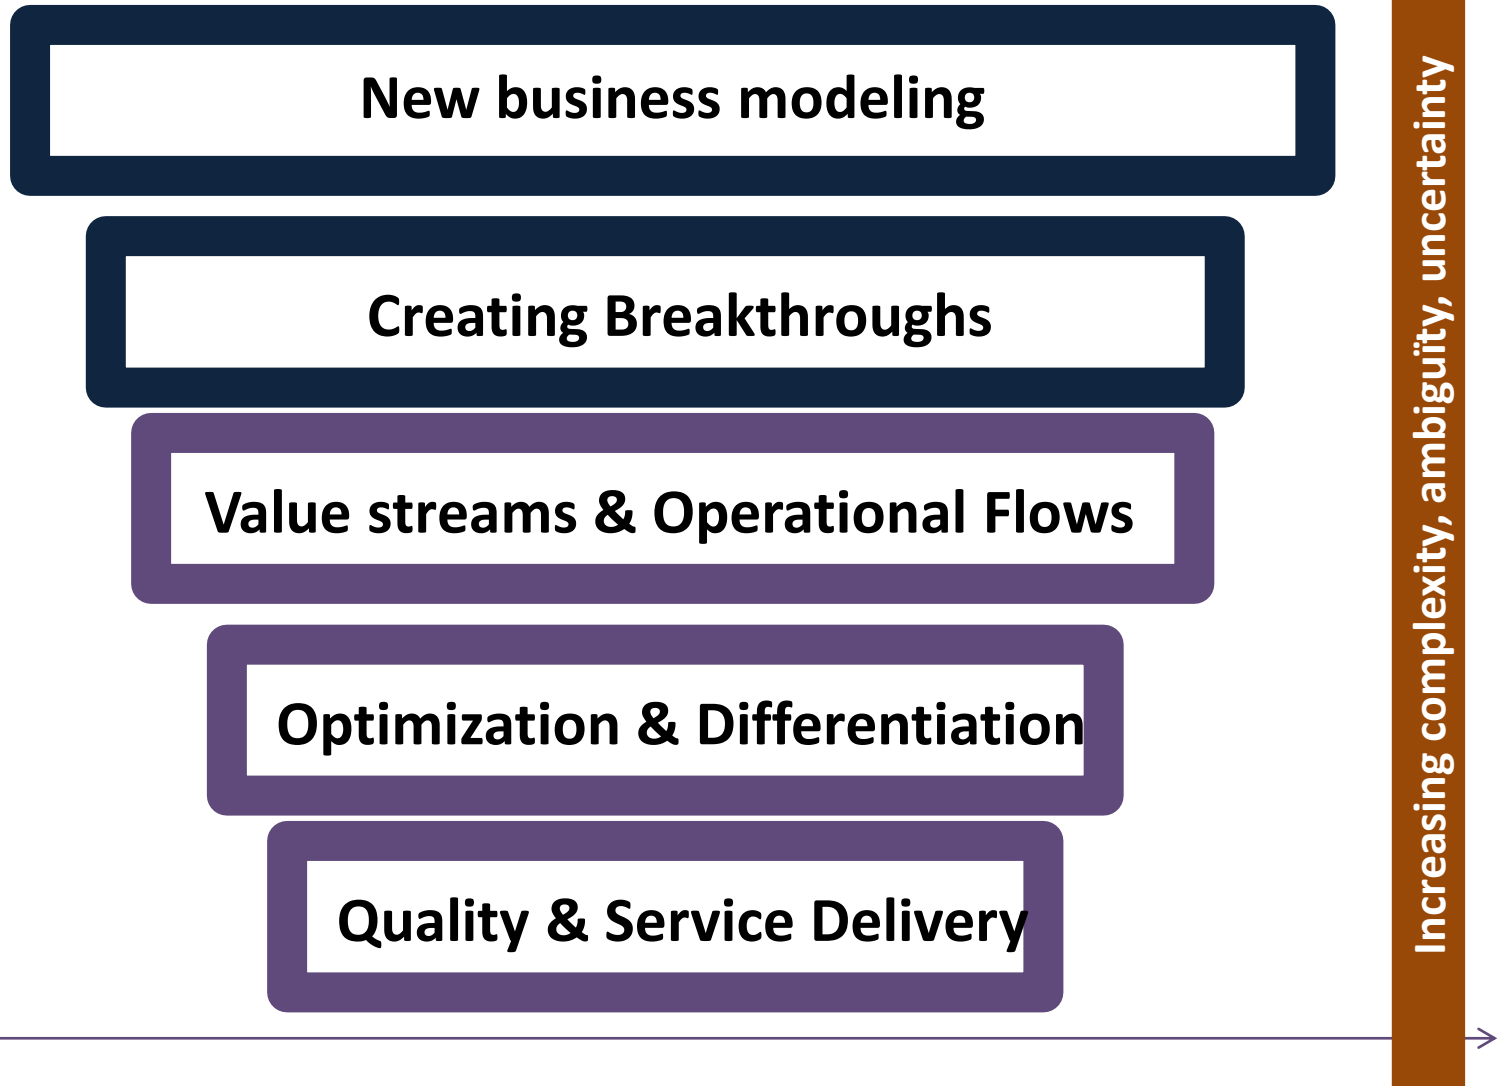 New business modeling
Creating Breakthroughs
Value streams & Operational Flows
Optimization & Differentiation
Quality & Service Delivery
Increasing complexity, ambiguïty, uncertainty